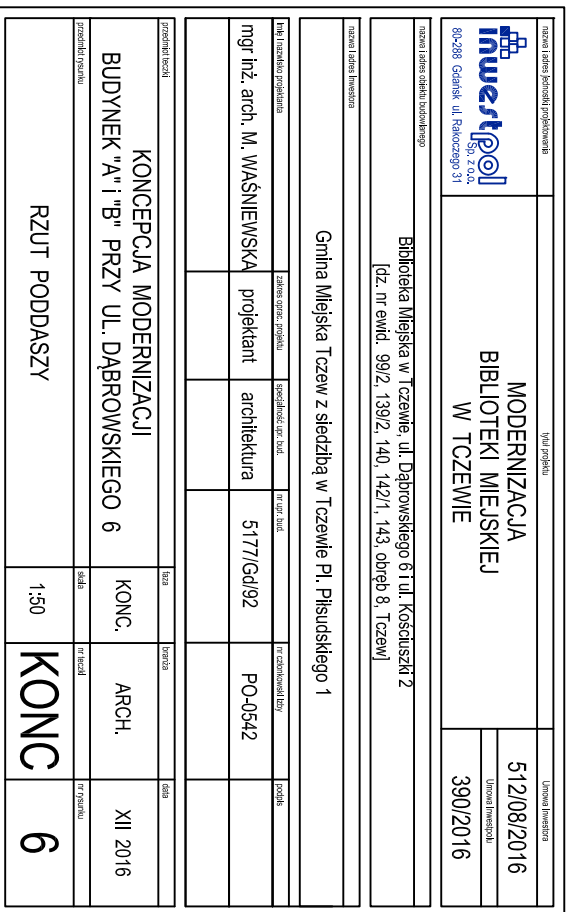 nazwa i adres jednostki projektowania
Inwestpol
Sp. z o.o.
80-288 Gdańsk ul. Rakoczego 31
tytuł projektu
MODERNIZACJA
BIBLIOTEKI MIEJSKIEJ
W TCZEWIE
Umowa Inwestora
512/08/2016
Umowa Inwestpolu
390/2016
nazwa i adres obiektu budowlanego
Biblioteka Miejska w Tczewie, ul. Dąbrowskiego 6 i ul. Kościuszki 2
[dz. nr ewid. 99/2, 139/2, 140, 142/1, 143, obręb 8, Tczew]
nazwa i adres Inwestora
Gmina Miejska Tczew z siedzibą w Tczewie Pl. Piłsudskiego 1
Imię i nazwisko projektanta
zakres oprac. projektu
specjalność upr. bud.
nr upr. bud.
nr członkowski Izby
podpis
mgr inż. arch. M. WAŚNIEWSKA
projektant
architektura
5177/Gd/92
PO-0542
przedmiot teczki
KONCEPCJA MODERNIZACJI
BUDYNEK "A" i "B" PRZY UL. DĄBROWSKIEGO 6
faza
KONC.
branża
ARCH.
data
XII 2016
przedmiot rysunku
RZUT PODDASZY
skala
1:50
nr teczki
KONC
nr rysunku
6